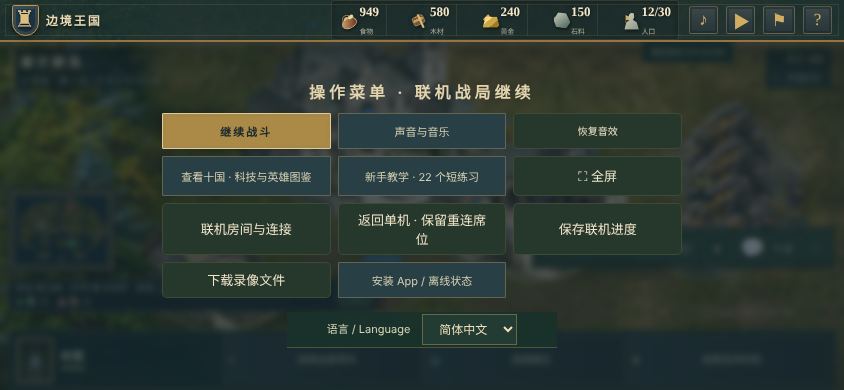 边境王国
949
食物
580
木材
240
黄金
150
石料
12/30
人口
♪
▶
⚑
?
操作菜单 · 联机战局继续
继续战斗
声音与音乐
恢复音效
查看十国 · 科技与英雄图鉴
新手教学 · 22 个短练习
⛶ 全屏
联机房间与连接
返回单机 · 保留重连席
位
保存联机进度
下载录像文件
安装 App / 离线状态
语言 / Language
简体中文